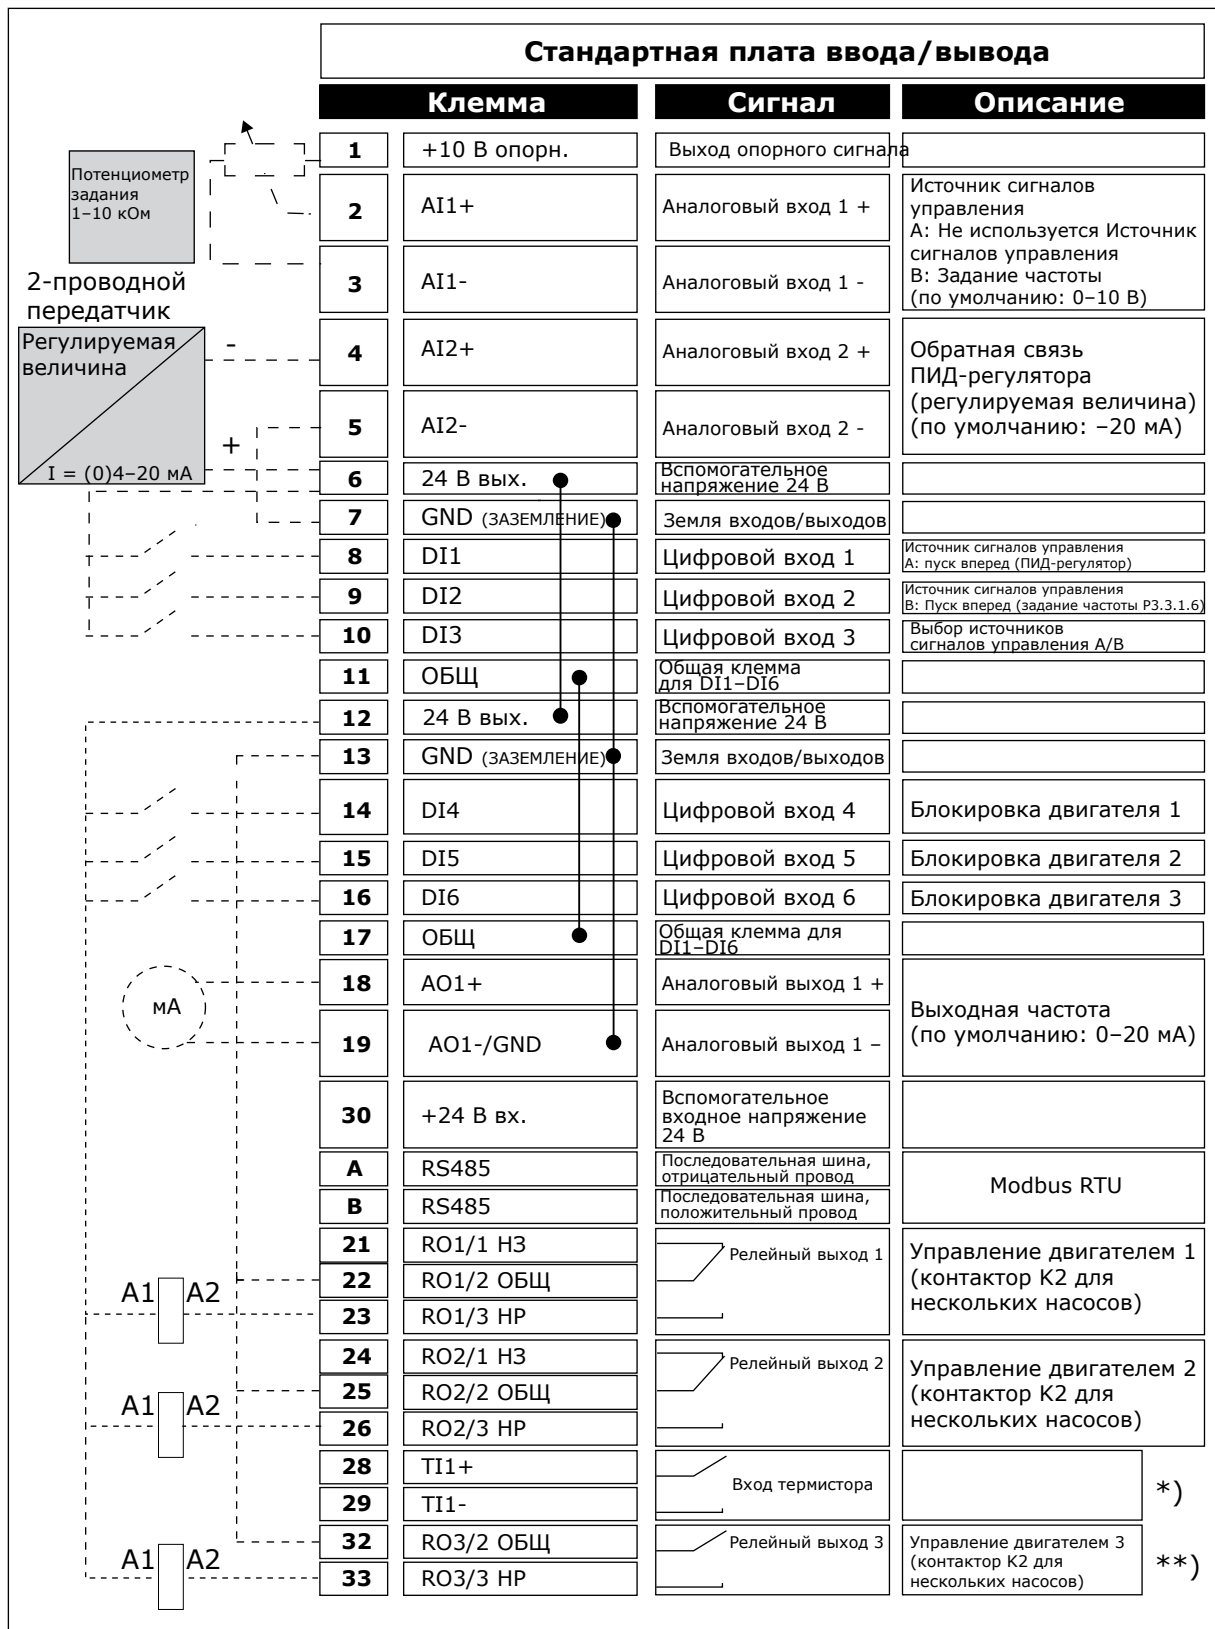 Стандартная плата ввода/вывода
Клемма Сигнал Описание
1 +10 В опорн. Выход опорного сигнала
Потенциометр
задания
1–10 кОм
2 AI1+ Аналоговый вход 1 +
3 AI1- Аналоговый вход 1 -
Источник сигналов
управления
A: Не используется Источник
сигналов управления
B: Задание частоты
(по умолчанию: 0–10 В)
2-проводной
передатчик
Регулируемая
величина
-
+
I = (0)4–20 мА
4 AI2+ Аналоговый вход 2 +
5 AI2- Аналоговый вход 2 -
Обратная связь
ПИД-регулятора
(регулируемая величина)
(по умолчанию: –20 мА)
6 24 В вых. Вспомогательное
напряжение 24 В
7 GND (ЗАЗЕМЛЕНИЕ) Земля входов/выходов
8 DI1 Цифровой вход 1
Источник сигналов управления
A: пуск вперед (ПИД-регулятор)
9 DI2 Цифровой вход 2
Источник сигналов управления
B: Пуск вперед (задание частоты P3.3.1.6)
10 DI3 Цифровой вход 3
Выбор источников
сигналов управления A/B
11 ОБЩ Общая клемма
для DI1–DI6
12 24 В вых. Вспомогательное
напряжение 24 В
13 GND (ЗАЗЕМЛЕНИЕ) Земля входов/выходов
14 DI4 Цифровой вход 4 Блокировка двигателя 1
15 DI5 Цифровой вход 5 Блокировка двигателя 2
16 DI6 Цифровой вход 6 Блокировка двигателя 3
17 ОБЩ Общая клемма для
DI1–DI6
мА
18 AO1+ Аналоговый выход 1 +
19 AO1-/GND Аналоговый выход 1 –
Выходная частота
(по умолчанию: 0–20 мА)
30 +24 В вх. Вспомогательное
входное напряжение
24 В
A RS485 Последовательная шина,
отрицательный провод
B RS485 Последовательная шина,
положительный провод
Modbus RTU
21 RO1/1 НЗ
22 RO1/2 ОБЩ
23 RO1/3 НР
Релейный выход 1
Управление двигателем 1
(контактор K2 для
нескольких насосов)
A1 A2
24 RO2/1 НЗ
25 RO2/2 ОБЩ
26 RO2/3 НР
Релейный выход 2
Управление двигателем 2
(контактор K2 для
нескольких насосов)
A1 A2
28 TI1+
29 TI1-
Вход термистора
*)
32 RO3/2 ОБЩ
33 RO3/3 НР
Релейный выход 3
Управление двигателем 3
(контактор K2 для
нескольких насосов)
**)
A1 A2